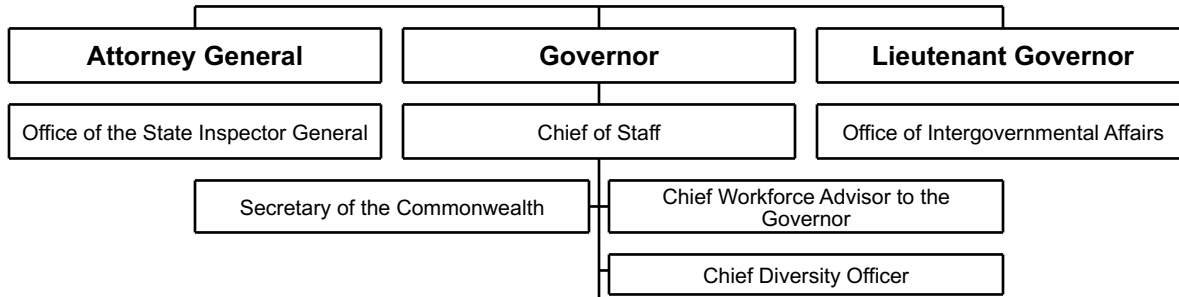 Attorney General
Governor
Lieutenant Governor
Office of the State Inspector General
Chief of Staff
Office of Intergovernmental Affairs
Secretary of the Commonwealth
Chief Workforce Advisor to the
Governor
Chief Diversity Officer